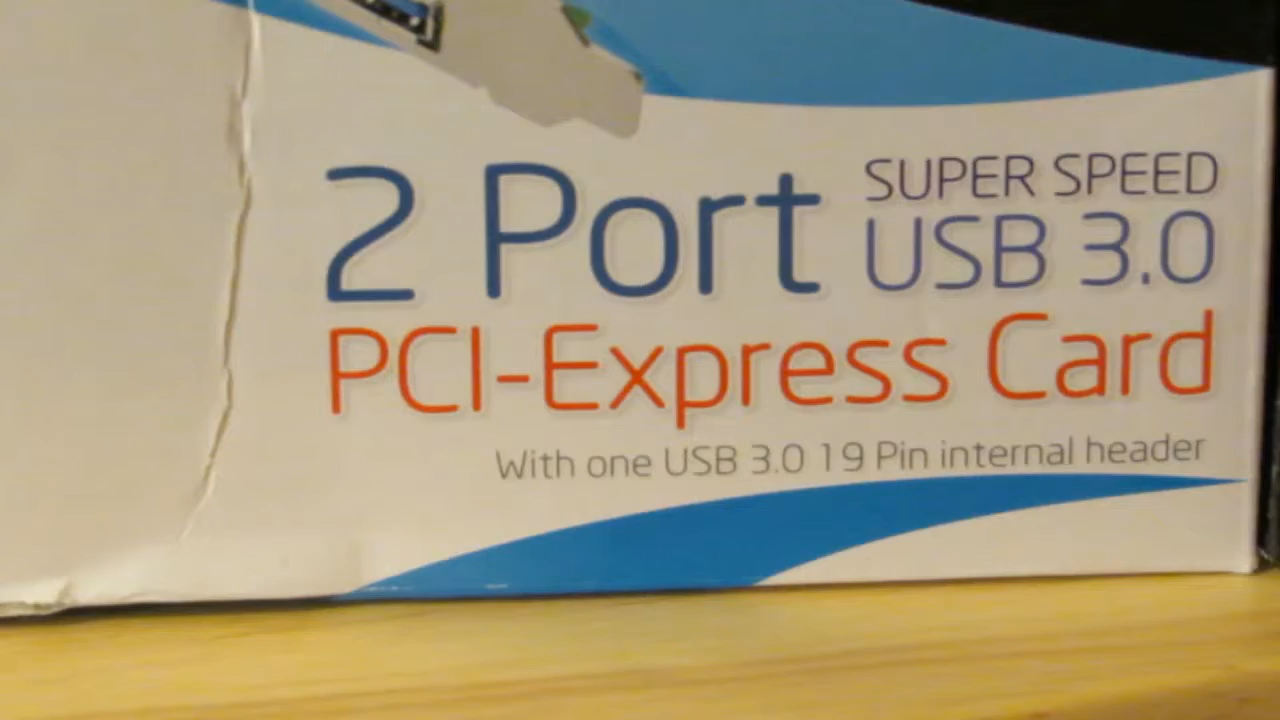 2 Port SUPER SPEED
USB 3.0
PCI-Express Card
With one USB 3.0 19 Pin internal header